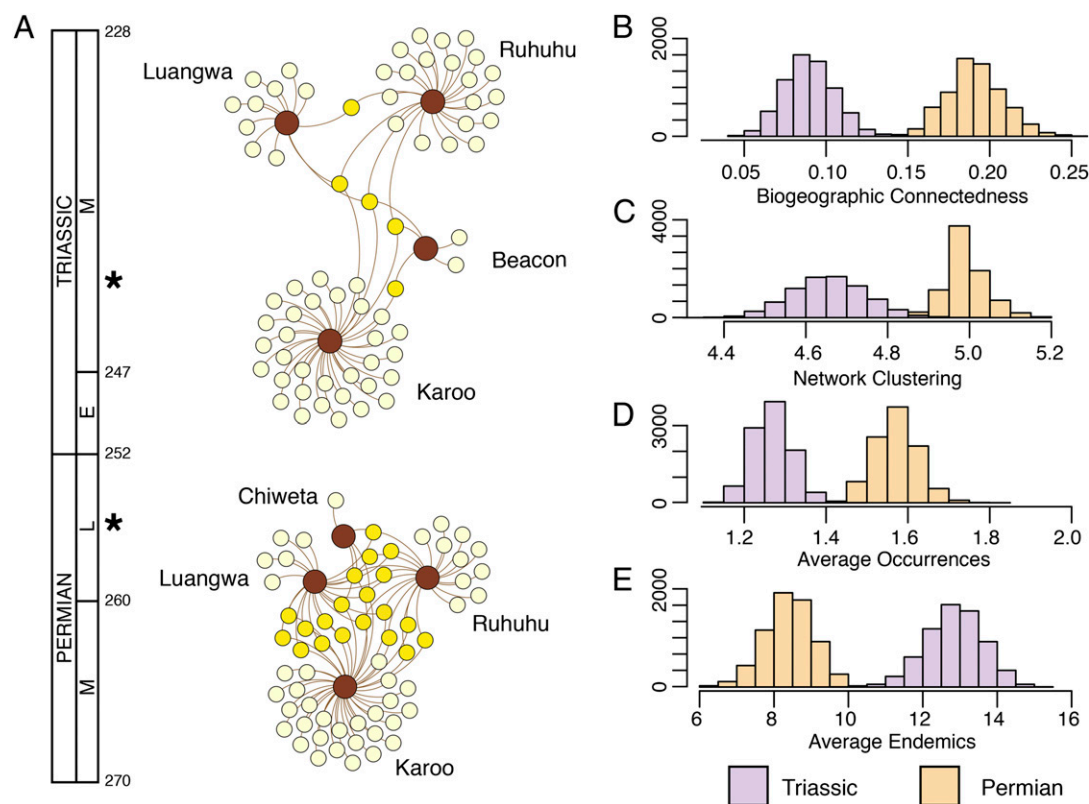 A
228
TRIASSIC
M
*
247
E
252
L
*
260
PERMIAN
M
270
Luangwa
Ruhuhu
Beacon
Karoo
Chiweta
Luangwa
Ruhuhu
Karoo
B
2000
0
0.05 0.10 0.15 0.20 0.25
Biogeographic Connectedness
C
4000
0
4.4 4.6 4.8 5.0 5.2
Network Clustering
D
3000
0
1.2 1.4 1.6 1.8 2.0
Average Occurrences
E
2000
0
6 8 10 12 14 16
Average Endemics
Triassic Permian